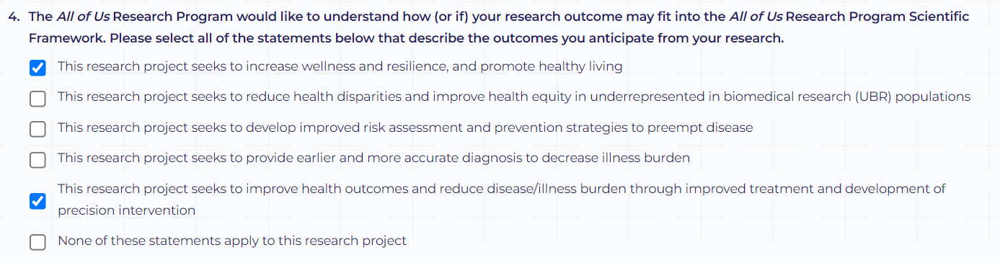 4. The All of Us Research Program would like to understand how (or if) your research outcome may fit into the All of Us Research Program Scientific
Framework. Please select all of the statements below that describe the outcomes you anticipate from your research.
This research project seeks to increase wellness and resilience, and promote healthy living
This research project seeks to reduce health disparities and improve health equity in underrepresented in biomedical research (UBR) populations
This research project seeks to develop improved risk assessment and prevention strategies to preempt disease
This research project seeks to provide earlier and more accurate diagnosis to decrease illness burden
This research project seeks to improve health outcomes and reduce disease/illness burden through improved treatment and development of
precision intervention
None of these statements apply to this research project